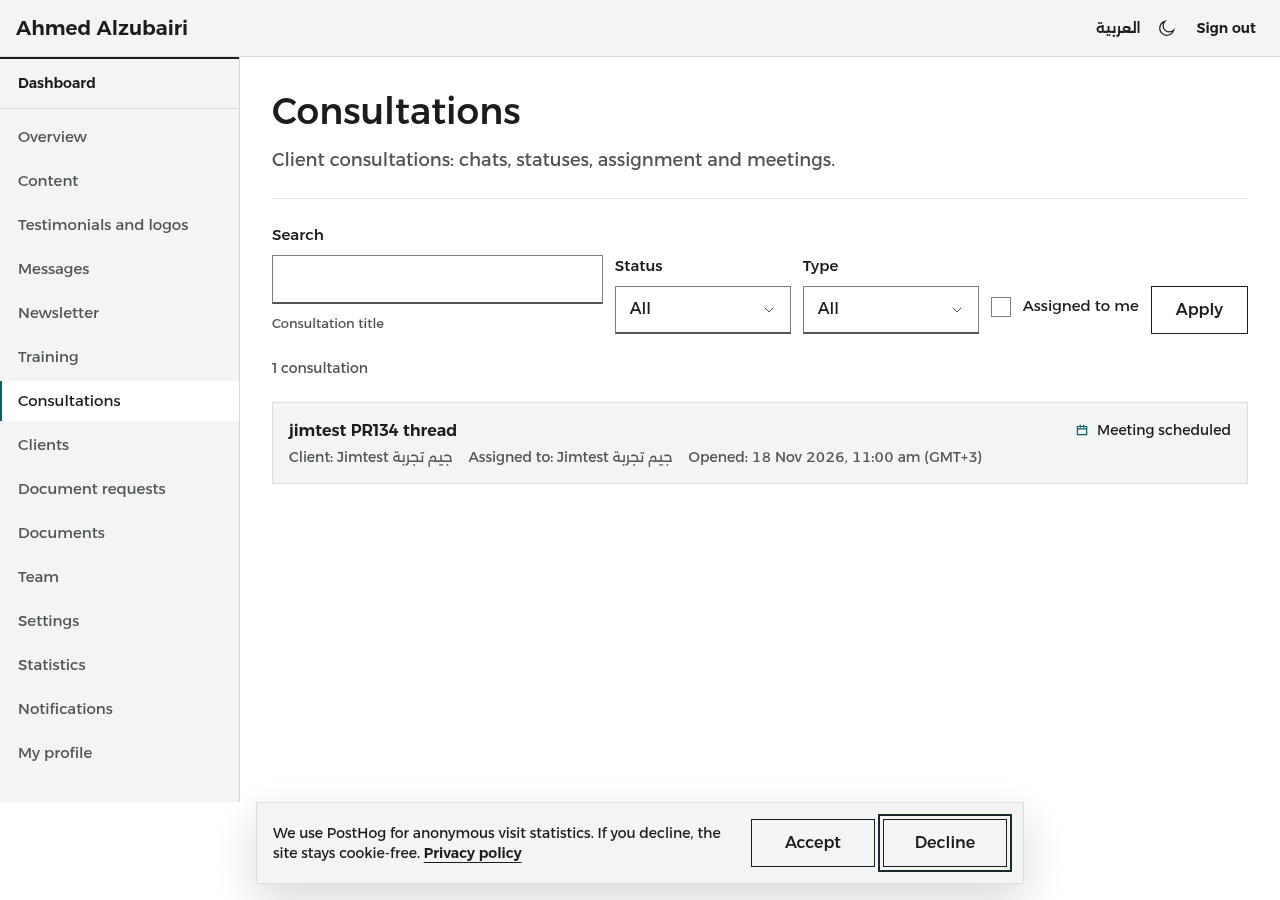 Ahmed Alzubairi
العربية
Sign out
Dashboard
Overview
Content
Testimonials and logos
Messages
Newsletter
Training
Consultations
Clients
Document requests
Documents
Team
Settings
Statistics
Notifications
My profile
Consultations
Client consultations: chats, statuses, assignment and meetings.
Search
Consultation title
Status
All
Type
All
Assigned to me
Apply
1 consultation
jimtest PR134 thread
Meeting scheduled
Client: Jimtest جيم تجربة Assigned to: Jimtest جيم تجربة Opened: 18 Nov 2026, 11:00 am (GMT+3)
We use PostHog for anonymous visit statistics. If you decline, the
site stays cookie-free. Privacy policy
Accept
Decline